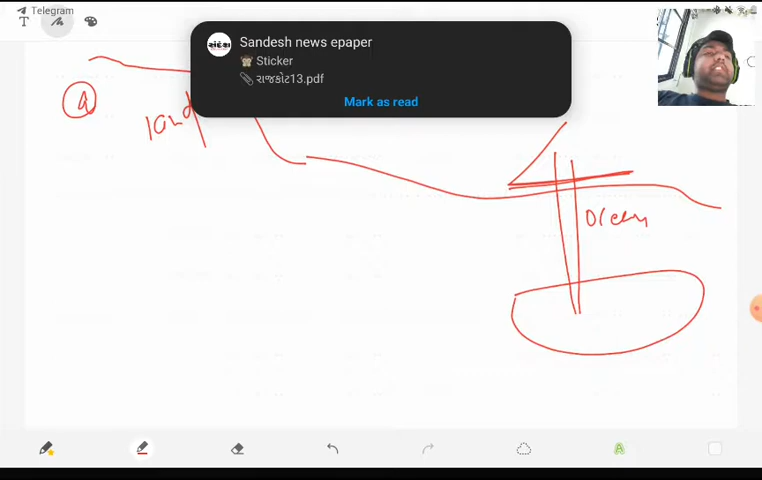 Telegram
T
Sandesh news epaper
Sticker
રાજકોટ13.pdf
Mark as read
a
land
Ocean
A